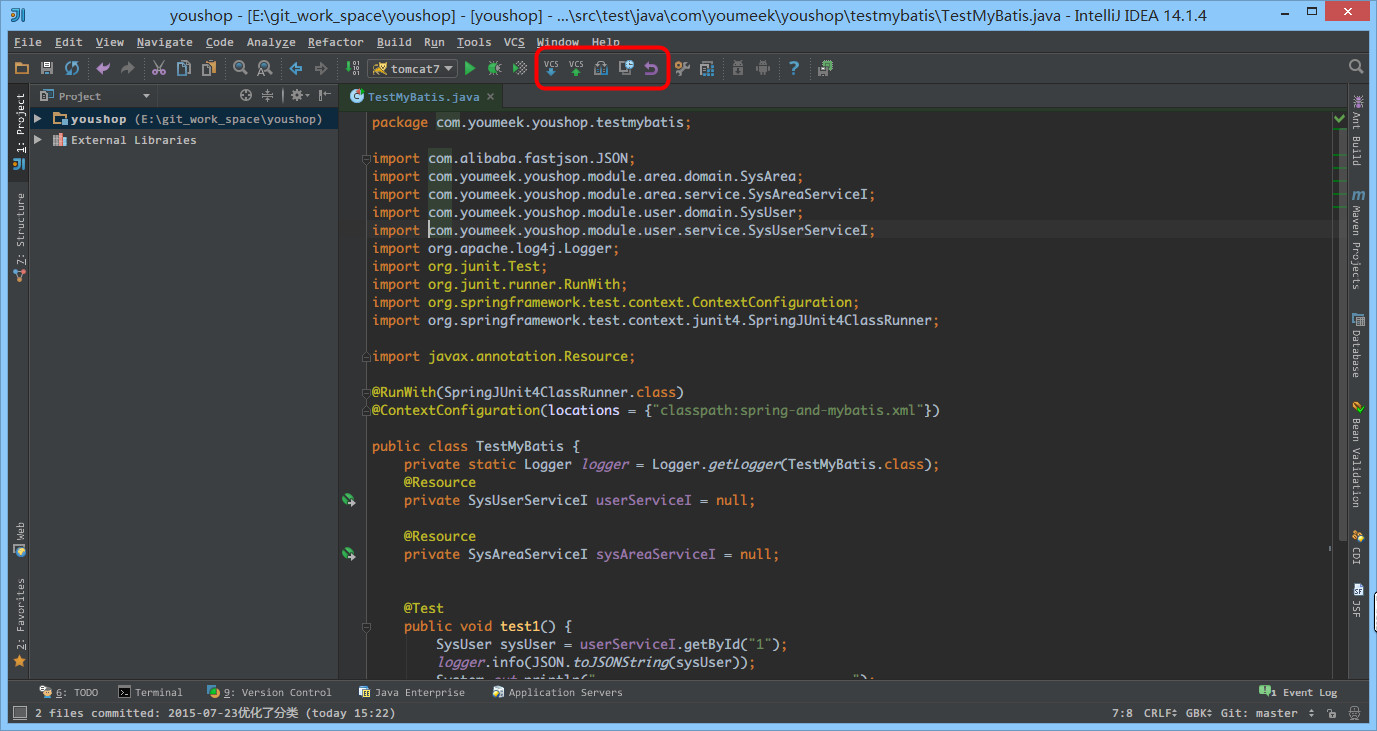 youshop - [E:\git_work_space\youshop] - [youshop] - ...\src\test\java\com\youmeek\youshop\testmybatis\TestMyBatis.java - IntelliJ IDEA 14.1.4
File Edit View Navigate Code Analyze Refactor Build Run Tools VCS Window Help
tomcat7 VCS VCS
Project
TestMyBatis.java
1: Project
7: Structure
Web
2: Favorites
youshop (E:\git_work_space\youshop)
External Libraries
package com.youmeek.youshop.testmybatis;
import com.alibaba.fastjson.JSON;
import com.youmeek.youshop.module.area.domain.SysArea;
import com.youmeek.youshop.module.area.service.SysAreaServiceI;
import com.youmeek.youshop.module.user.domain.SysUser;
import com.youmeek.youshop.module.user.service.SysUserServiceI;
import org.apache.log4j.Logger;
import org.junit.Test;
import org.junit.runner.RunWith;
import org.springframework.test.context.ContextConfiguration;
import org.springframework.test.context.junit4.SpringJUnit4ClassRunner;
import javax.annotation.Resource;
@RunWith(SpringJUnit4ClassRunner.class)
@ContextConfiguration(locations = {"classpath:spring-and-mybatis.xml"})
public class TestMyBatis {
private static Logger logger = Logger.getLogger(TestMyBatis.class);
@Resource
private SysUserServiceI userServiceI = null;
@Resource
private SysAreaServiceI sysAreaServiceI = null;
@Test
public void test1() {
SysUser sysUser = userServiceI.getById("1");
logger.info(JSON.toJSONString(sysUser));
Ant Build
Maven Projects
Database
Bean Validation
CDI
JSF
6: TODO Terminal 9: Version Control Java Enterprise Application Servers 1 Event Log
2 files committed: 2015-07-23优化了分类 (today 15:22) 7:8 CRLF GBK Git: master